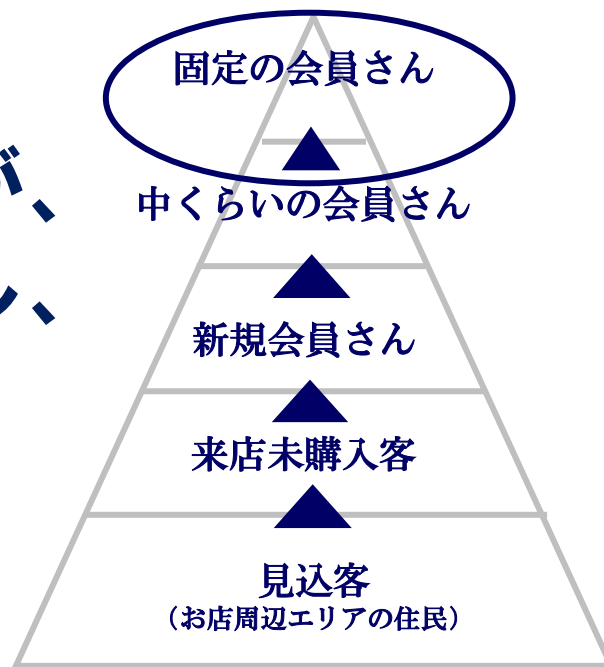 固定の会員さん
が、
し、
中くらいの会員さん
新規会員さん
来店未購入客
見込客
（お店周辺エリアの住民）